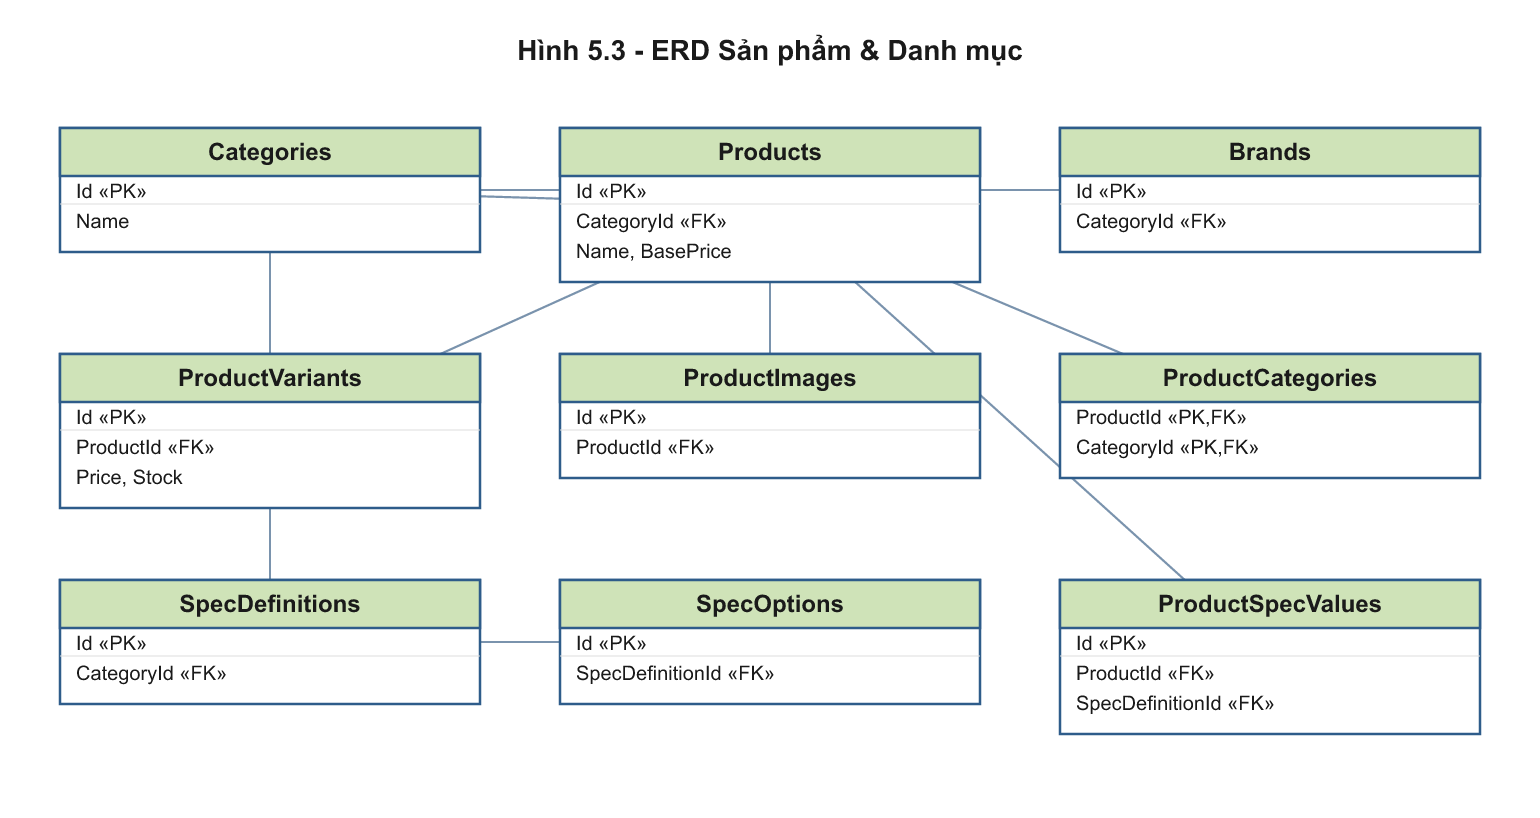 Hình 5.3 - ERD Sản phẩm & Danh mục
Categories
Id «PK»
Name
Products
Id «PK»
CategoryId «FK»
Name, BasePrice
Brands
Id «PK»
CategoryId «FK»
ProductVariants
Id «PK»
ProductId «FK»
Price, Stock
ProductImages
Id «PK»
ProductId «FK»
ProductCategories
ProductId «PK,FK»
CategoryId «PK,FK»
SpecDefinitions
Id «PK»
CategoryId «FK»
SpecOptions
Id «PK»
SpecDefinitionId «FK»
ProductSpecValues
Id «PK»
ProductId «FK»
SpecDefinitionId «FK»